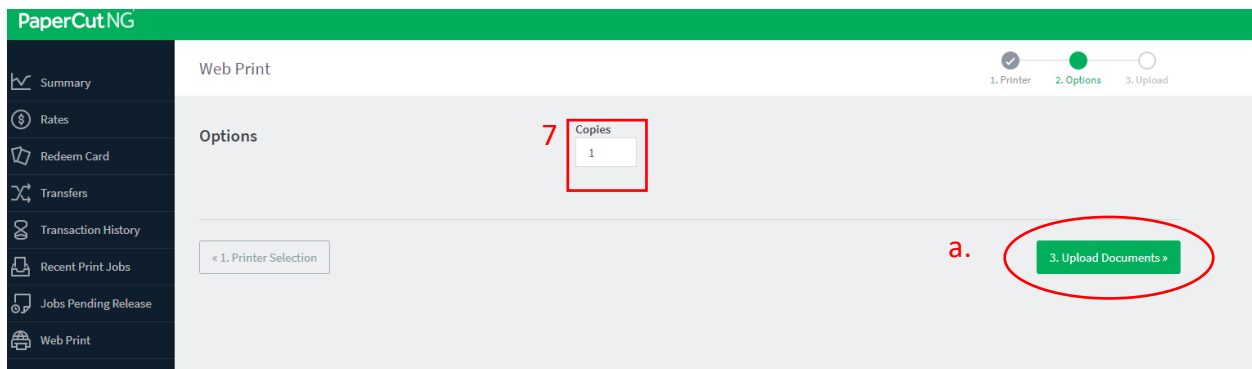 PaperCut NG
Summary
Rates
Redeem Card
Transfers
Transaction History
Recent Print Jobs
Jobs Pending Release
Web Print
Web Print
1. Printer
2. Options
3. Upload
Options
7
Copies
1
« 1. Printer Selection
a.
3. Upload Documents »